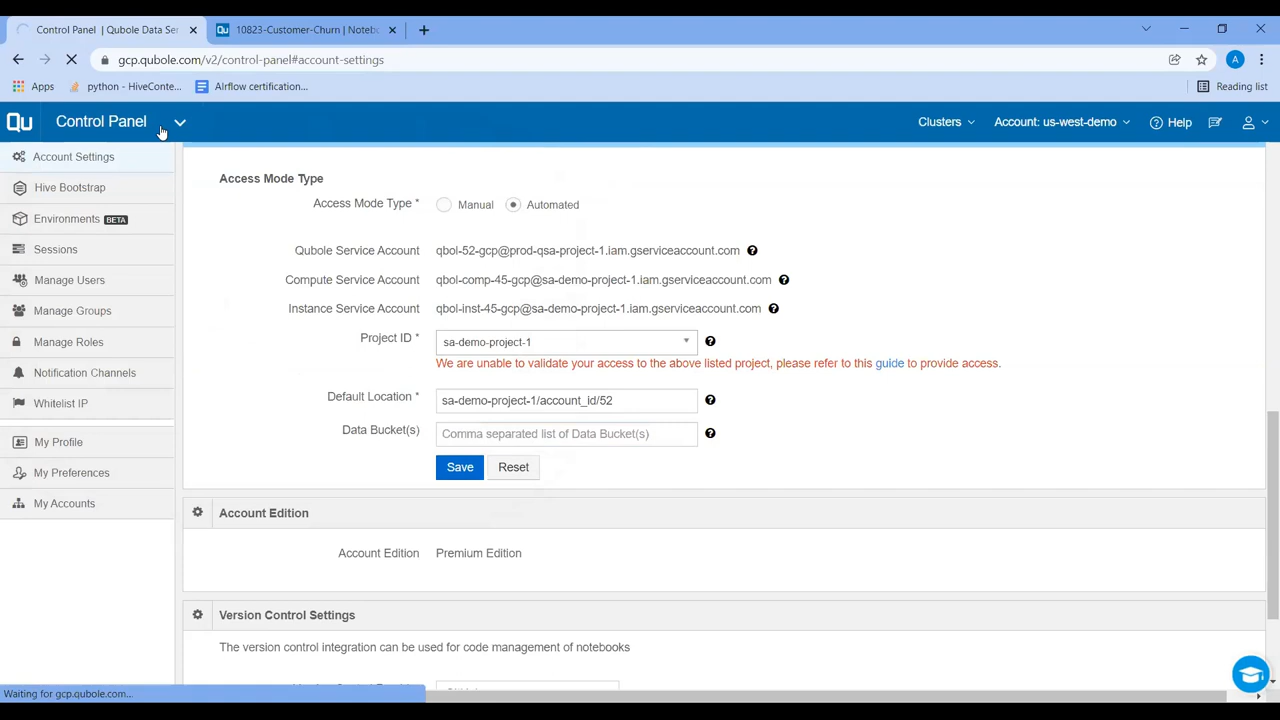 Control Panel | Qubole Data Ser
10823-Customer-Churn | Noteb
gcp.qubole.com/v2/control-panel#account-settings
A
Apps
python - HiveConte...
Airflow certification...
Reading list
Qu
Control Panel
Clusters
Account: us-west-demo
Help
Account Settings
Hive Bootstrap
Environments BETA
Sessions
Manage Users
Manage Groups
Manage Roles
Notification Channels
Whitelist IP
My Profile
My Preferences
My Accounts
Access Mode Type
Access Mode Type * Manual Automated
Qubole Service Account qbol-52-gcp@prod-qsa-project-1.iam.gserviceaccount.com
Compute Service Account qbol-comp-45-gcp@sa-demo-project-1.iam.gserviceaccount.com
Instance Service Account qbol-inst-45-gcp@sa-demo-project-1.iam.gserviceaccount.com
Project ID * sa-demo-project-1
We are unable to validate your access to the above listed project, please refer to this guide to provide access.
Default Location * sa-demo-project-1/account_id/52
Data Bucket(s) Comma separated list of Data Bucket(s)
Save Reset
Account Edition
Account Edition Premium Edition
Version Control Settings
The version control integration can be used for code management of notebooks
Waiting for gcp.qubole.com...